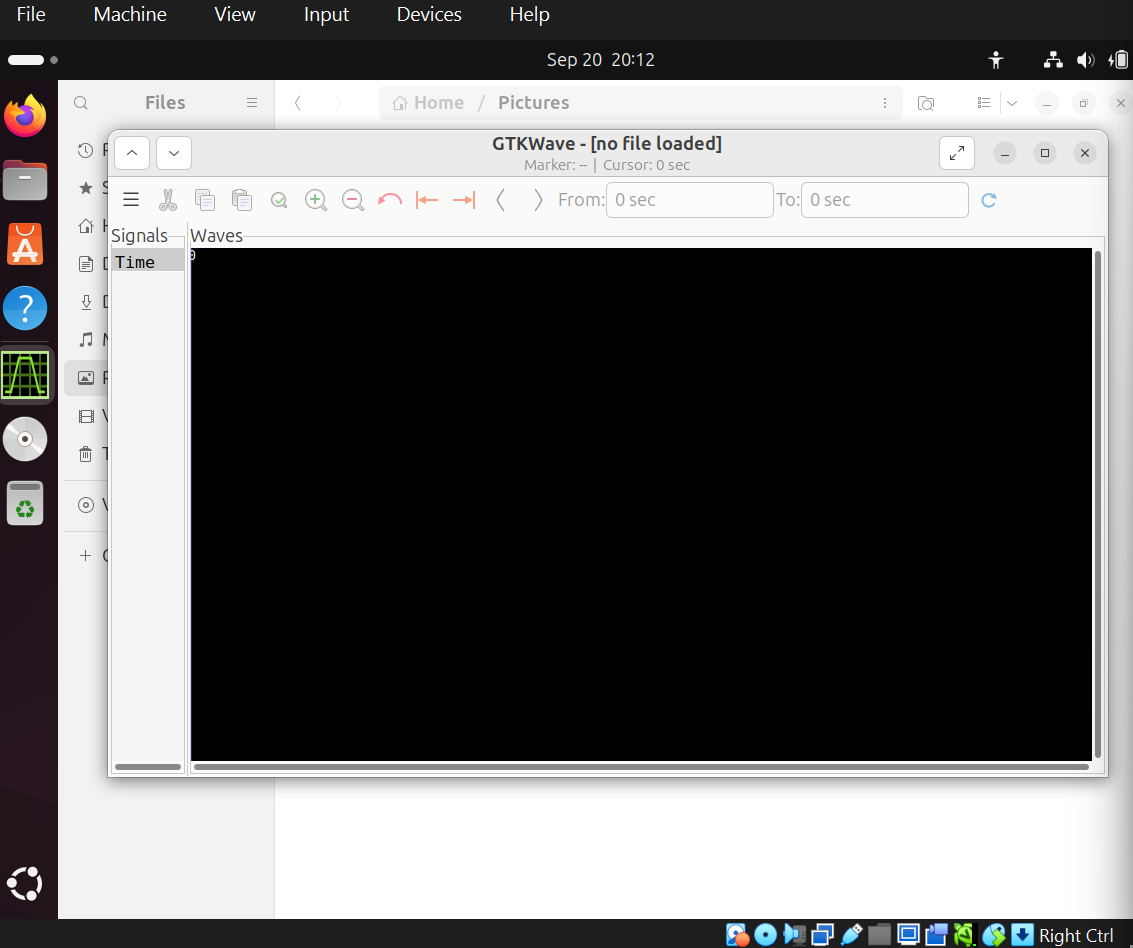 File Machine View Input Devices Help
Sep 20 20:12
Files
Home / Pictures
GTKWave - [no file loaded]
Marker: -- | Cursor: 0 sec
From: 0 sec To: 0 sec
Signals
Waves
Time
0
Right Ctrl